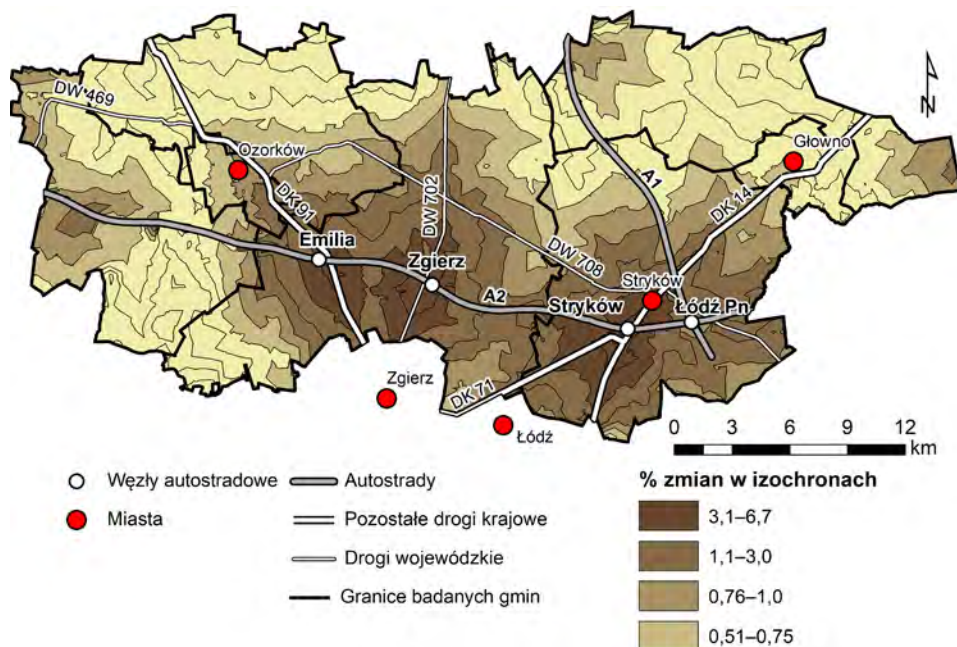 DW 469
Ozorków
DK 91
DW 702
A1
Głowno
DK 14
Emilia
Zgierz
DW 708
A2
Stryków
Stryków
Łódź Pn
Zgierz
DK 71
Łódź
N
0 3 6 9 12
km
Węzły autostradowe
Miasta
Autostrady
Pozostałe drogi krajowe
Drogi wojewódzkie
Granice badanych gmin
% zmian w izochronach
3,1–6,7
1,1–3,0
0,76–1,0
0,51–0,75